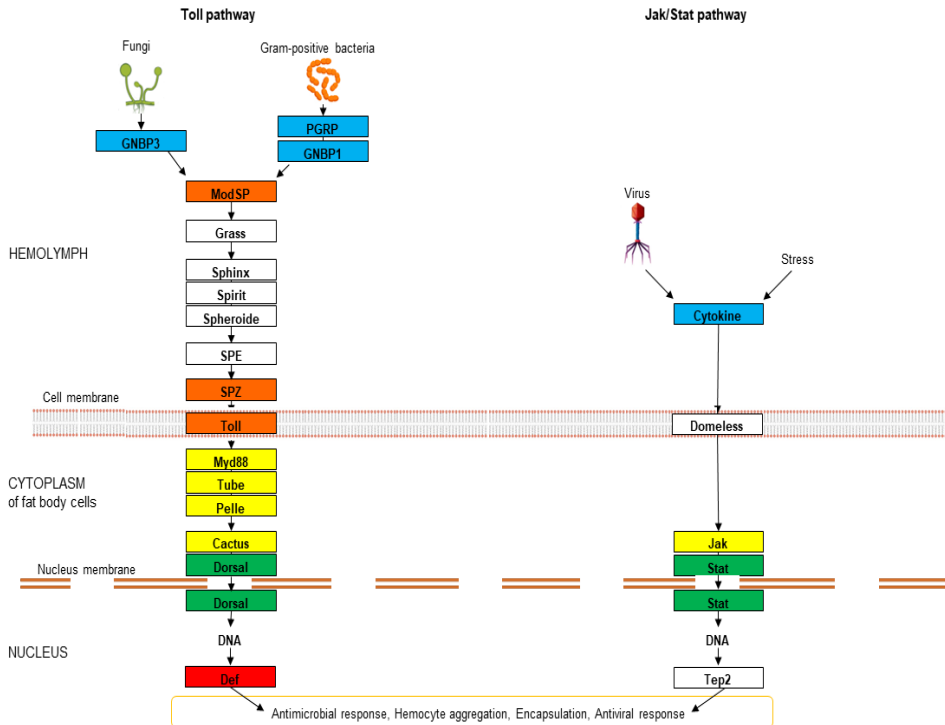 Toll pathway
Jak/Stat pathway
Fungi
Gram-positive bacteria
PGRP
GNBP3
GNBP1
ModSP
Virus
Grass
HEMOLYMPH
Stress
Sphinx
Spirit
Spheroide
Cytokine
SPE
SPZ
Cell membrane
Toll
Domeless
Myd88
CYTOPLASM
of fat body cells
Tube
Pelle
Cactus
Jak
Nucleus membrane
Dorsal
Stat
Dorsal
Stat
DNA
DNA
NUCLEUS
Def
Tep2
Antimicrobial response, Hemocyte aggregation, Encapsulation, Antiviral response